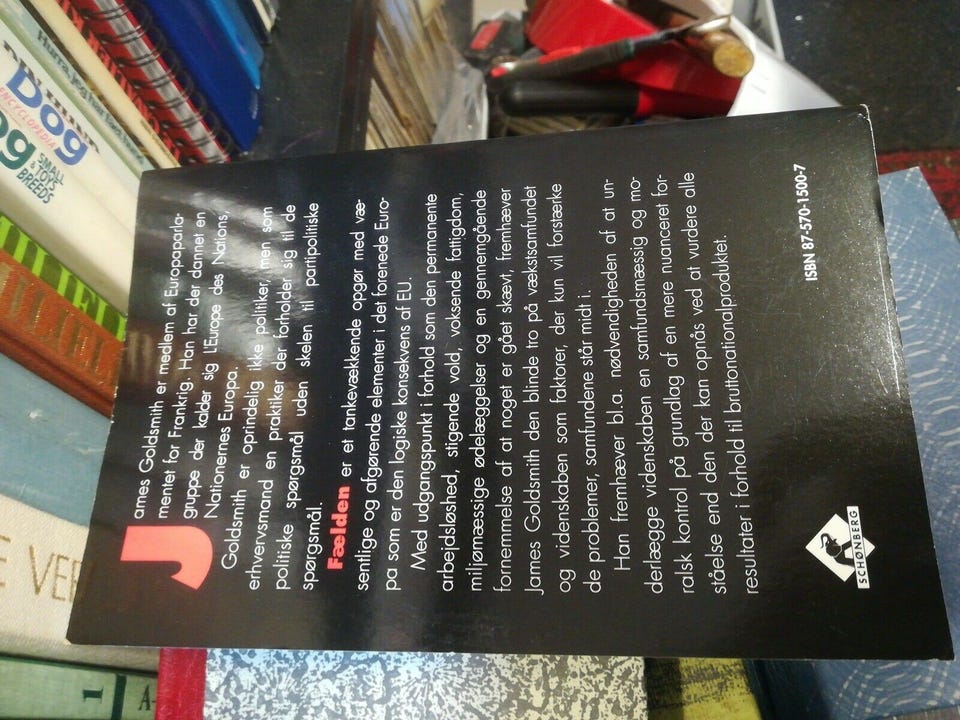 James Goldsmith er medlem af Europaparla-
mentet for Frankrig. Han har der dannet en
gruppe der kalder sig l'Europe des Nations,
Nationernes Europa.
Goldsmith er oprindelig ikke politiker, men som
erhvervsmand en praktiker der forholder sig til de
politiske spørgsmål uden skelen til partipolitiske
spørgsmål.
Fælden er et tankevækkende opgør med væ-
sentlige og afgørende elementer i det forenede Euro-
pa som er den logiske konsekvens af EU.
Med udgangspunkt i forhold som den permanente
arbejdsløshed, stigende vold, voksende fattigdom,
miljømæssige ødelæggelser og en gennemgående
fornemmelse af at noget er gået skævt, fremhæver
James Goldsmith den blinde tro på vækstsamfundet
og videnskaben som faktorer, der kun vil forstærke
de problemer, samfundene står midt i.
Han fremhæver bl.a. nødvendigheden af at un-
derlægge videnskaben en samfundsmæssig og mo-
ralsk kontrol på grundlag af en mere nuanceret for-
ståelse end den der kan opnås ved at vurdere alle
resultater i forhold til bruttonationalproduktet.
ISBN 87-570-1500-7
SCHØNBERG
Dog
ENCYCLOPEDIA
SMALL
& TOYS
BREEDS
VER
1
A-